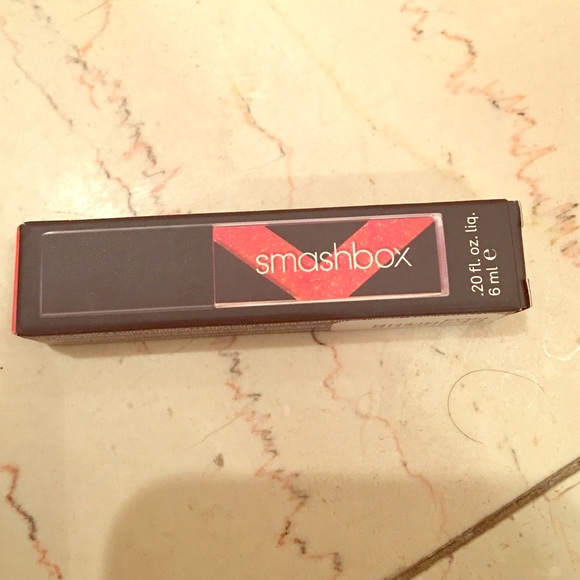 smashbox
.20 fl. oz. liq.
6 ml ℮